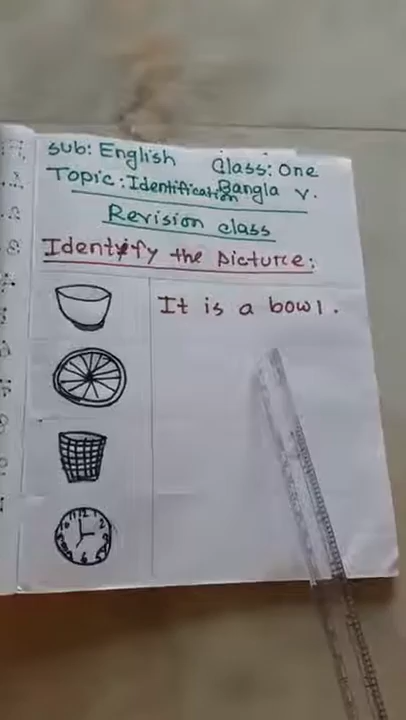 Sub: English Class: One
Topic: Identification Bangla v.
Revision class
Identify the picture:
It is a bowl.